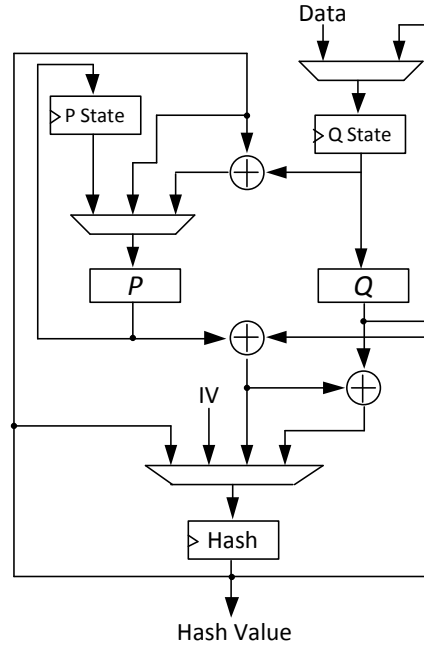 Data
P State
Q State
P
Q
IV
Hash
Hash Value